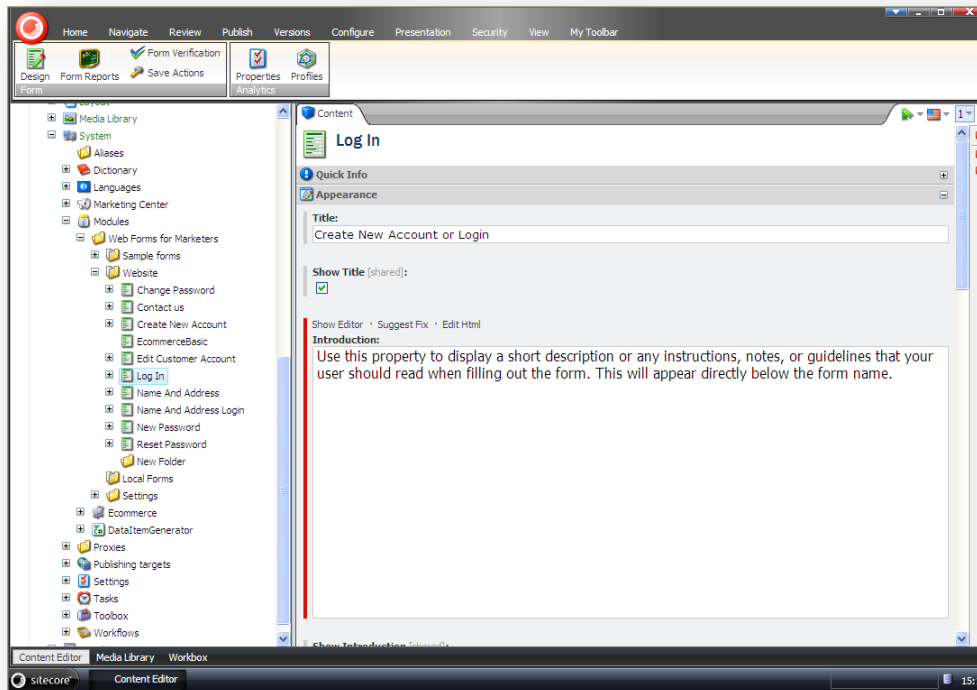 Home Navigate Review Publish Versions Configure Presentation Security View My Toolbar
Design Form Reports Form Verification Save Actions Properties Profiles
Form Analytics
Layout
Media Library
System
Aliases
Dictionary
Languages
Marketing Center
Modules
Web Forms for Marketers
Sample forms
Website
Change Password
Contact us
Create New Account
EcommerceBasic
Edit Customer Account
Log In
Name And Address
Name And Address Login
New Password
Reset Password
New Folder
Local Forms
Settings
Ecommerce
DataItemGenerator
Proxies
Publishing targets
Settings
Tasks
Toolbox
Workflows
Content
1
Log In
Quick Info
Appearance
Title:
Create New Account or Login
Show Title [shared]:
Show Editor · Suggest Fix · Edit Html
Introduction:
Use this property to display a short description or any instructions, notes, or guidelines that your
user should read when filling out the form. This will appear directly below the form name.
Show Introduction [shared]:
Content Editor Media Library Workbox
sitecore Content Editor 15: